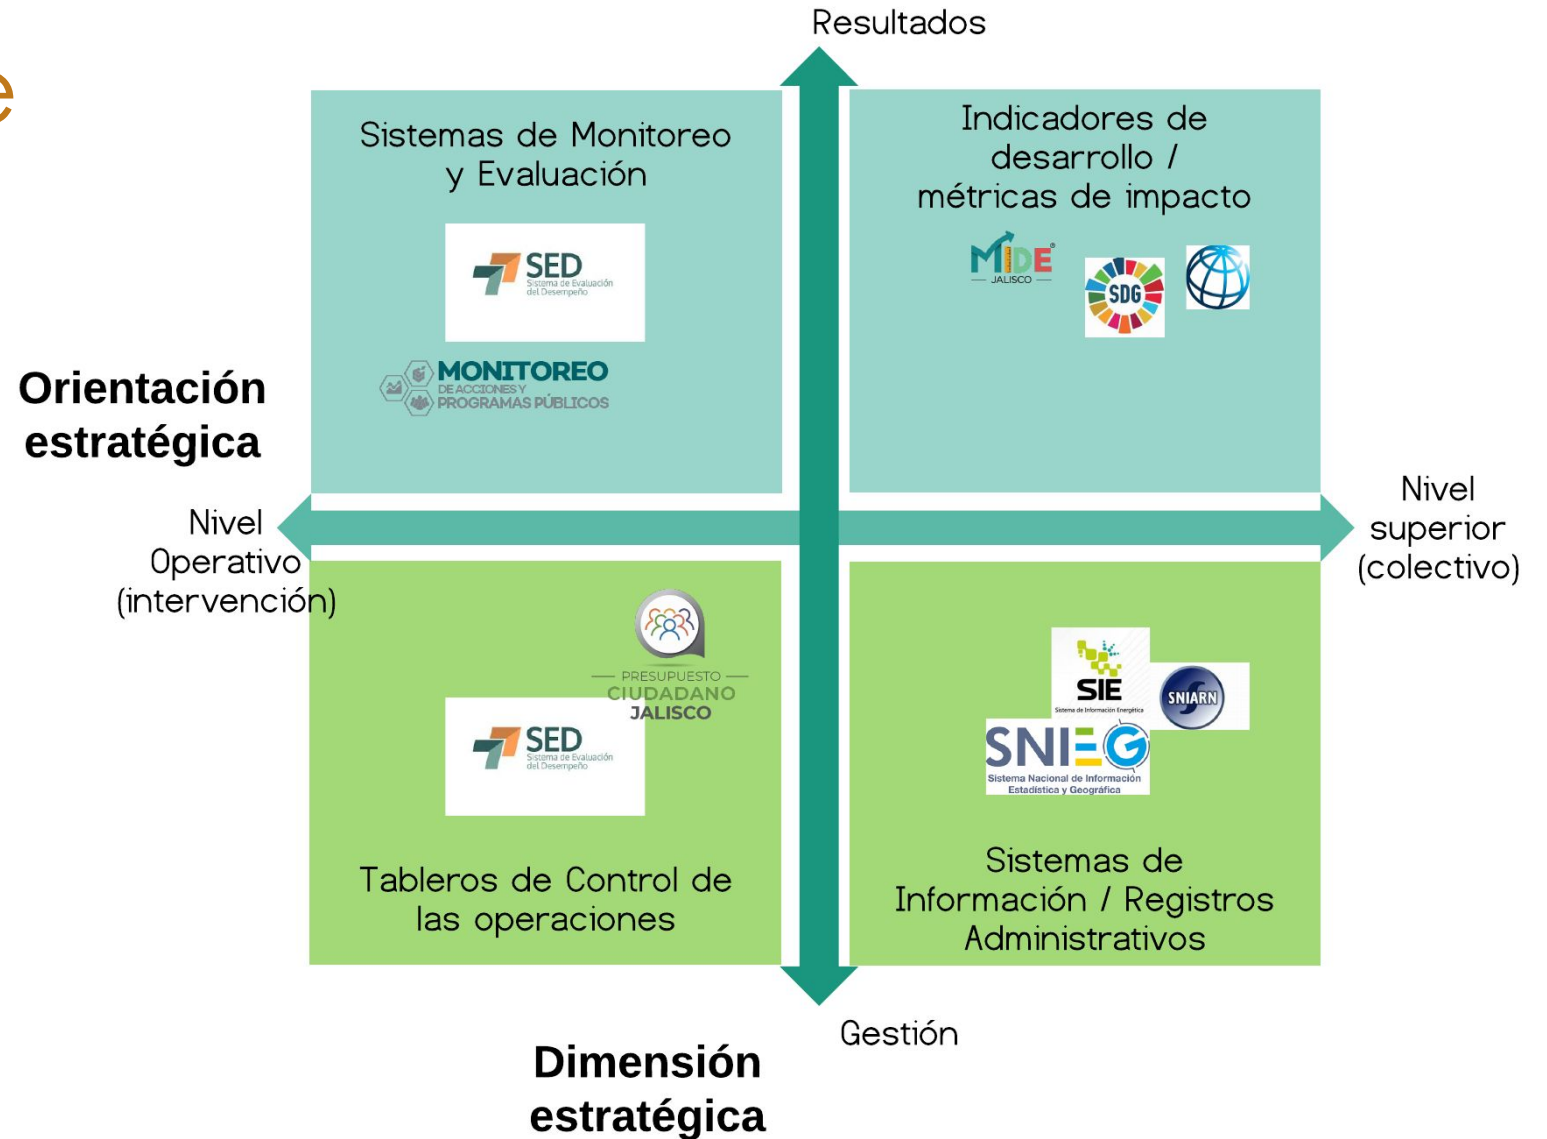 e
Resultados
Sistemas de Monitoreo
y Evaluación
SED
Sistema de Evaluación
del Desempeño
MONITOREO
DE ACCIONES Y
PROGRAMAS PÚBLICOS
Indicadores de
desarrollo /
métricas de impacto
MIDE®
JALISCO
SDG
Orientación
estratégica
Nivel
Operativo
(intervención)
Nivel
superior
(colectivo)
PRESUPUESTO
CIUDADANO
JALISCO
SED
Sistema de Evaluación
del Desempeño
Tableros de Control de
las operaciones
SIE
Sistema de Información Energética
SNIARN
SNIEG
Sistema Nacional de Información
Estadística y Geográfica
Sistemas de
Información / Registros
Administrativos
Gestión
Dimensión
estratégica